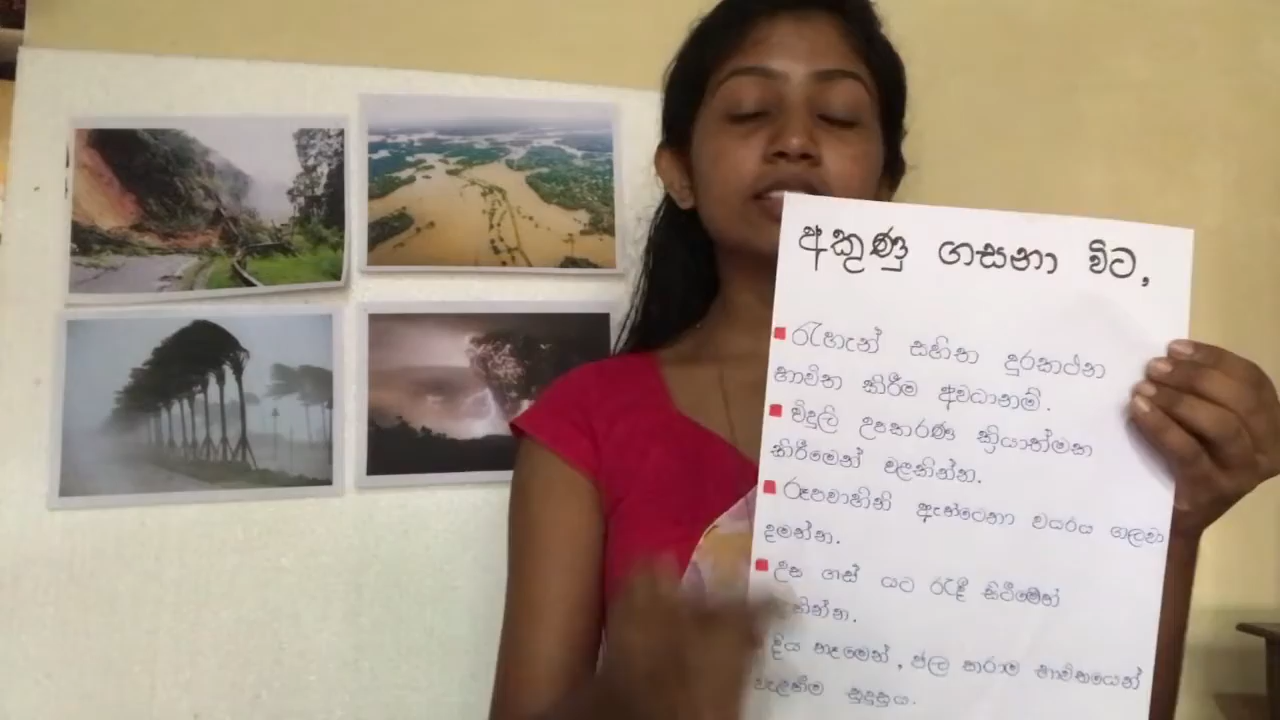 අකුණු ගසනා විට,
රැහැන් සහිත දුරකථන
භාවිත කිරීම අවධානම්.
විදුලි උපකරණ ක්‍රියාත්මක
කිරීමෙන් වළකින්න.
රූපවාහිනී ඇන්ටෙනා වයරය ගලවා
දමන්න.
උස ගස් යට රැදී සිටීමෙන්
දිය නෑමෙන්, ජල කරාම භාවිතයෙන්
වැළකීම සුදුසුය.